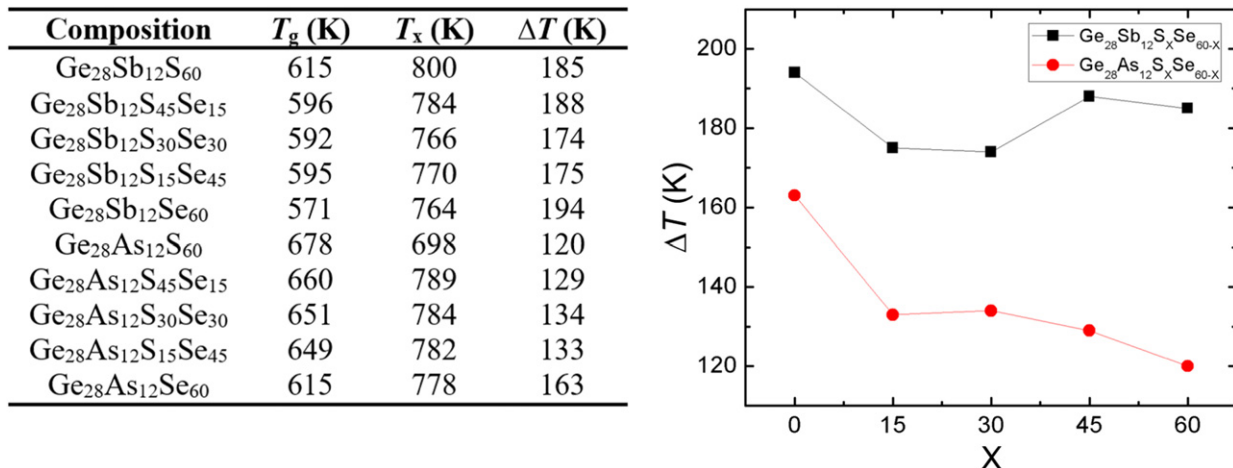 Composition T_g (K) T_x (K) ΔT (K)
Ge₂₈Sb₁₂S₆₀ 615 800 185
Ge₂₈Sb₁₂S₄₅Se₁₅ 596 784 188
Ge₂₈Sb₁₂S₃₀Se₃₀ 592 766 174
Ge₂₈Sb₁₂S₁₅Se₄₅ 595 770 175
Ge₂₈Sb₁₂Se₆₀ 571 764 194
Ge₂₈As₁₂S₆₀ 678 698 120
Ge₂₈As₁₂S₄₅Se₁₅ 660 789 129
Ge₂₈As₁₂S₃₀Se₃₀ 651 784 134
Ge₂₈As₁₂S₁₅Se₄₅ 649 782 133
Ge₂₈As₁₂Se₆₀ 615 778 163
Ge₂₈Sb₁₂S_XSe_60-X
Ge₂₈As₁₂S_XSe_60-X
200
180
160
140
120
ΔT (K)
0 15 30 45 60
X